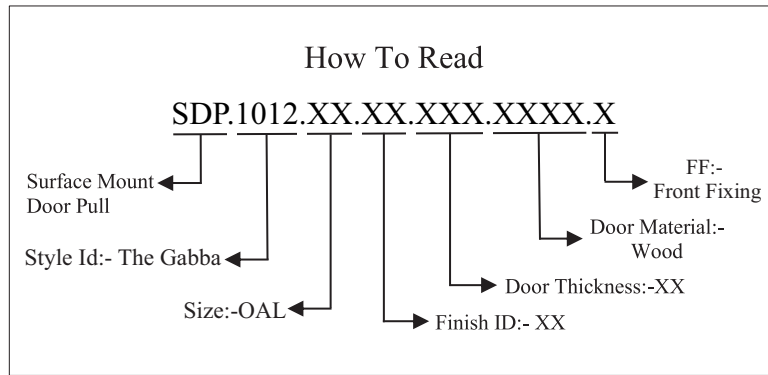 How To Read
SDP.1012.XX.XX.XXX.XXXX.X
Surface Mount
Door Pull
FF:-
Front Fixing
Style Id:- The Gabba
Door Material:-
Wood
Size:-OAL
Door Thickness:-XX
Finish ID:- XX